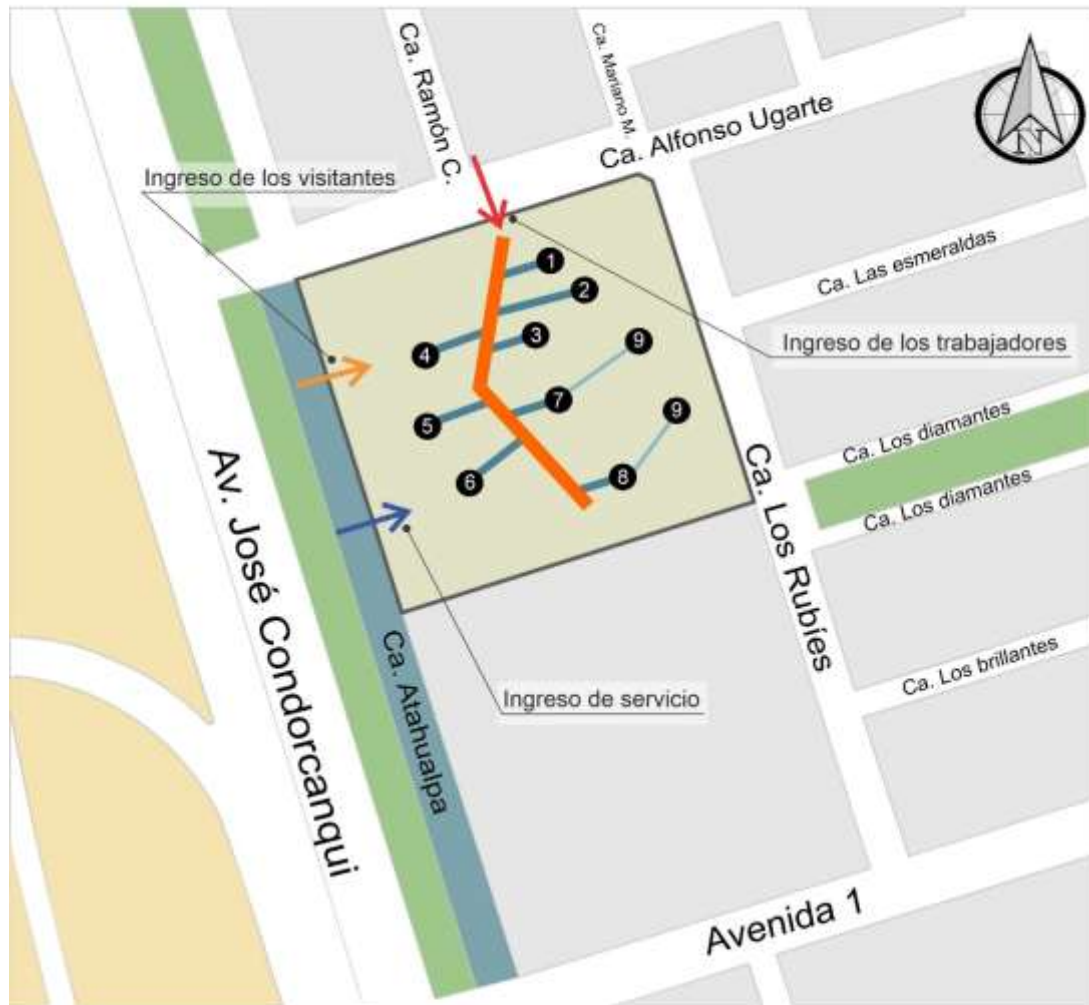 Ca. Ramón C.
Ca. Mariano M.
Ca. Alfonso Ugarte
N
Ingreso de los visitantes
Ca. Las esmeraldas
1
2
3
4
9
Ingreso de los trabajadores
5
7
9
Ca. Los diamantes
6
8
Ca. Los diamantes
Av. José Condorcanqui
Ca. Los Rubíes
Ca. Atahualpa
Ingreso de servicio
Ca. Los brillantes
Avenida 1